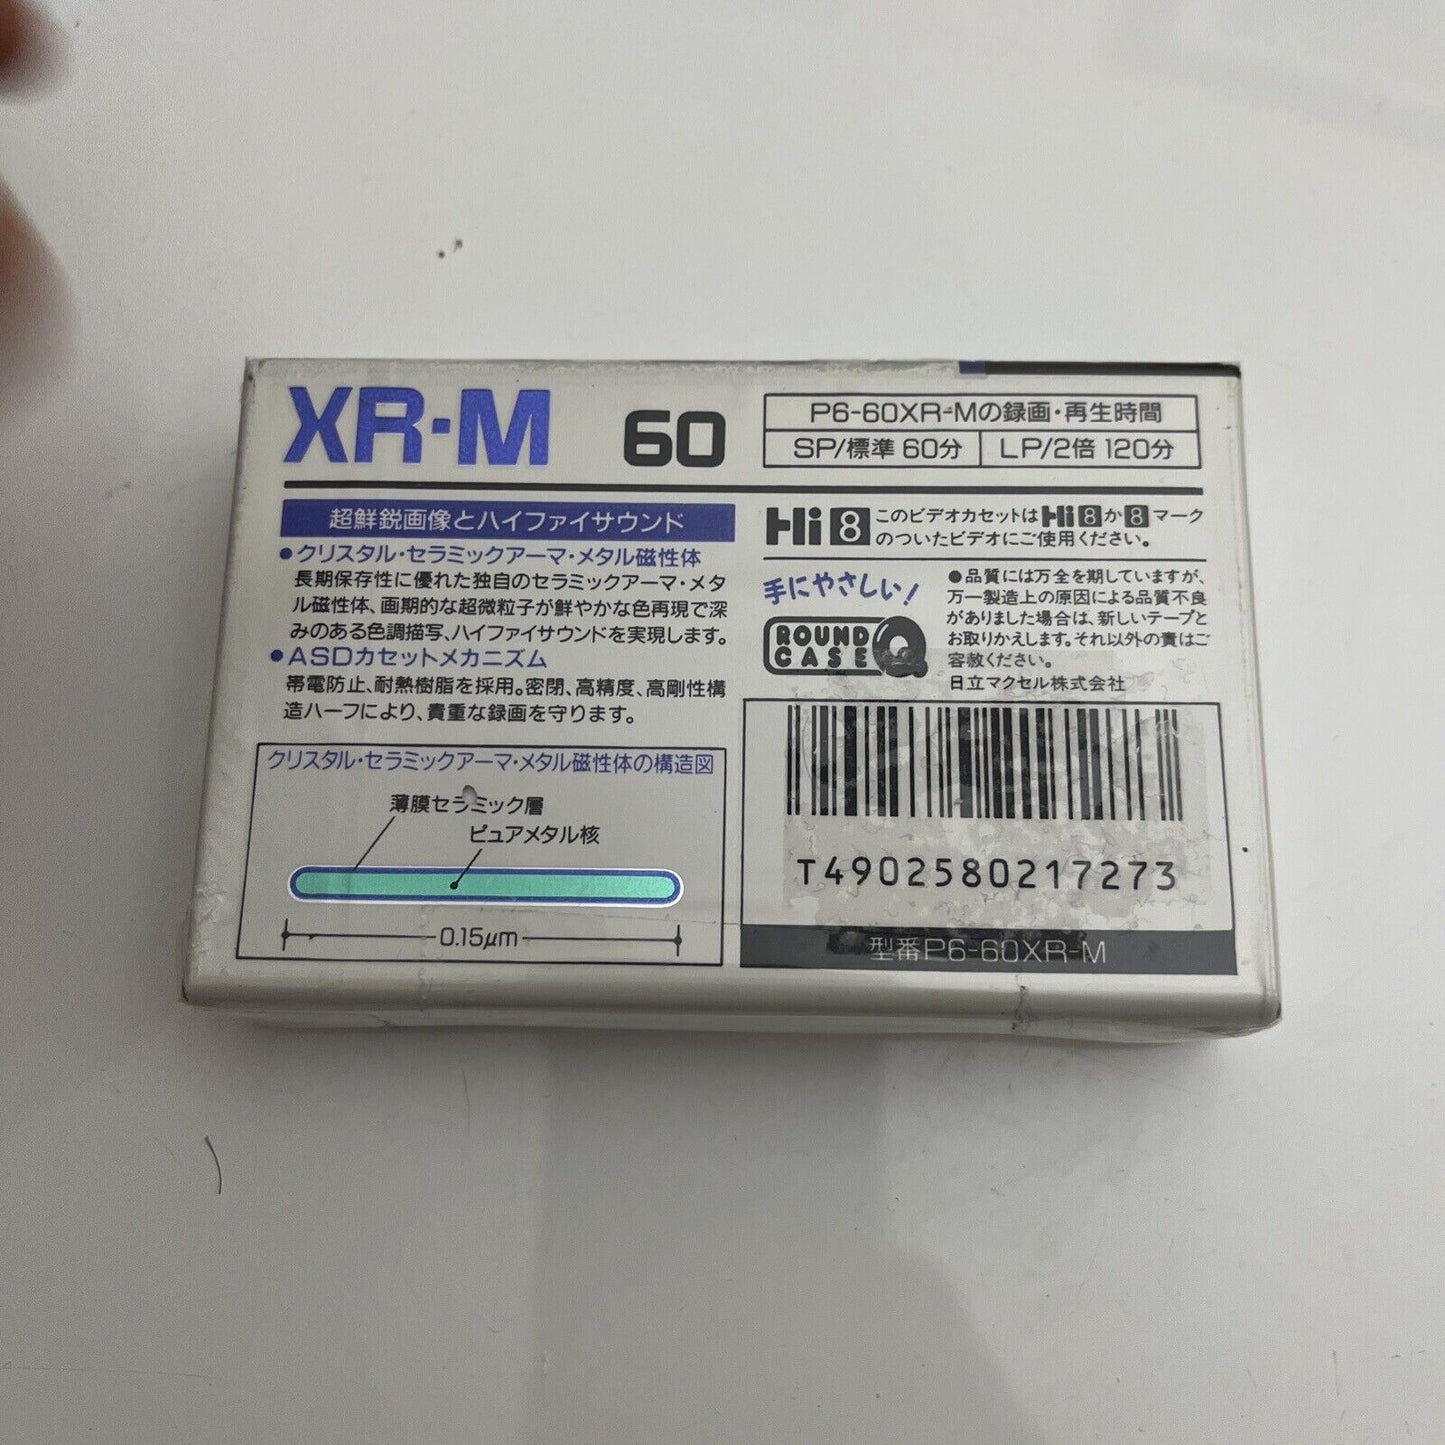 XR-M 60
P6-60XR-Mの録画・再生時間
SP/標準 60分
LP/2倍 120分
超鮮鋭画像とハイファイサウンド
●クリスタル・セラミックアーマ・メタル磁性体
長期保存性に優れた独自のセラミックアーマ・メタ
ル磁性体、画期的な超微粒子が鮮やかな色再現で深
みのある色調描写、ハイファイサウンドを実現します。
●ASDカセットメカニズム
帯電防止、耐熱樹脂を採用。密閉、高精度、高剛性構
造ハーフにより、貴重な録画を守ります。
クリスタル・セラミックアーマ・メタル磁性体の構造図
薄膜セラミック層
ピュアメタル核
0.15μm
Hi8 このビデオカセットはHi8か8マーク
のついたビデオにご使用ください。
手にやさしい!
ROUND
CASE
●品質には万全を期していますが、
万一製造上の原因による品質不良
がありました場合は、新しいテープと
お取りかえします。それ以外の責はご
容赦ください。
日立マクセル株式会社
T4902580217273
型番P6-60XR-M